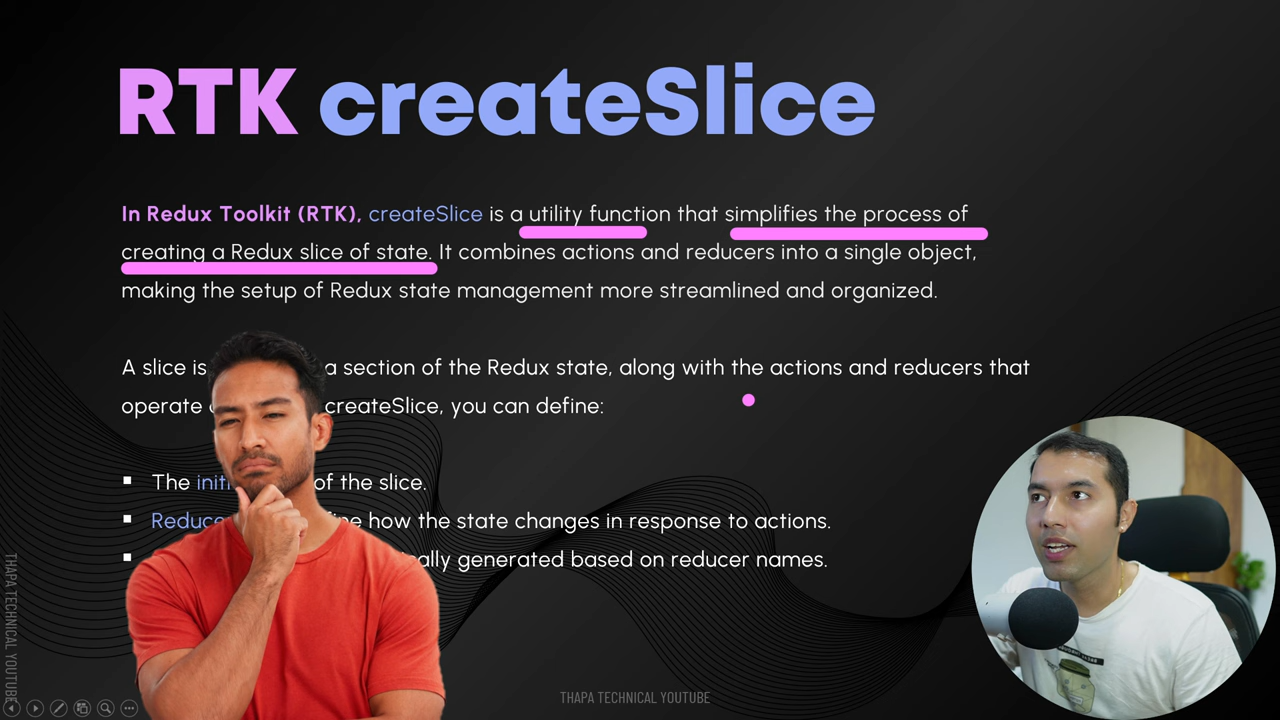 RTK createSlice
In Redux Toolkit (RTK), createSlice is a utility function that simplifies the process of
creating a Redux slice of state. It combines actions and reducers into a single object,
making the setup of Redux state management more streamlined and organized.
A slice is a section of the Redux state, along with the actions and reducers that
operate createSlice, you can define:
The of the slice.
how the state changes in response to actions.
generated based on reducer names.
THAPA TECHNICAL YOUTUBE
THAPA TECHNICAL YOUTUBE